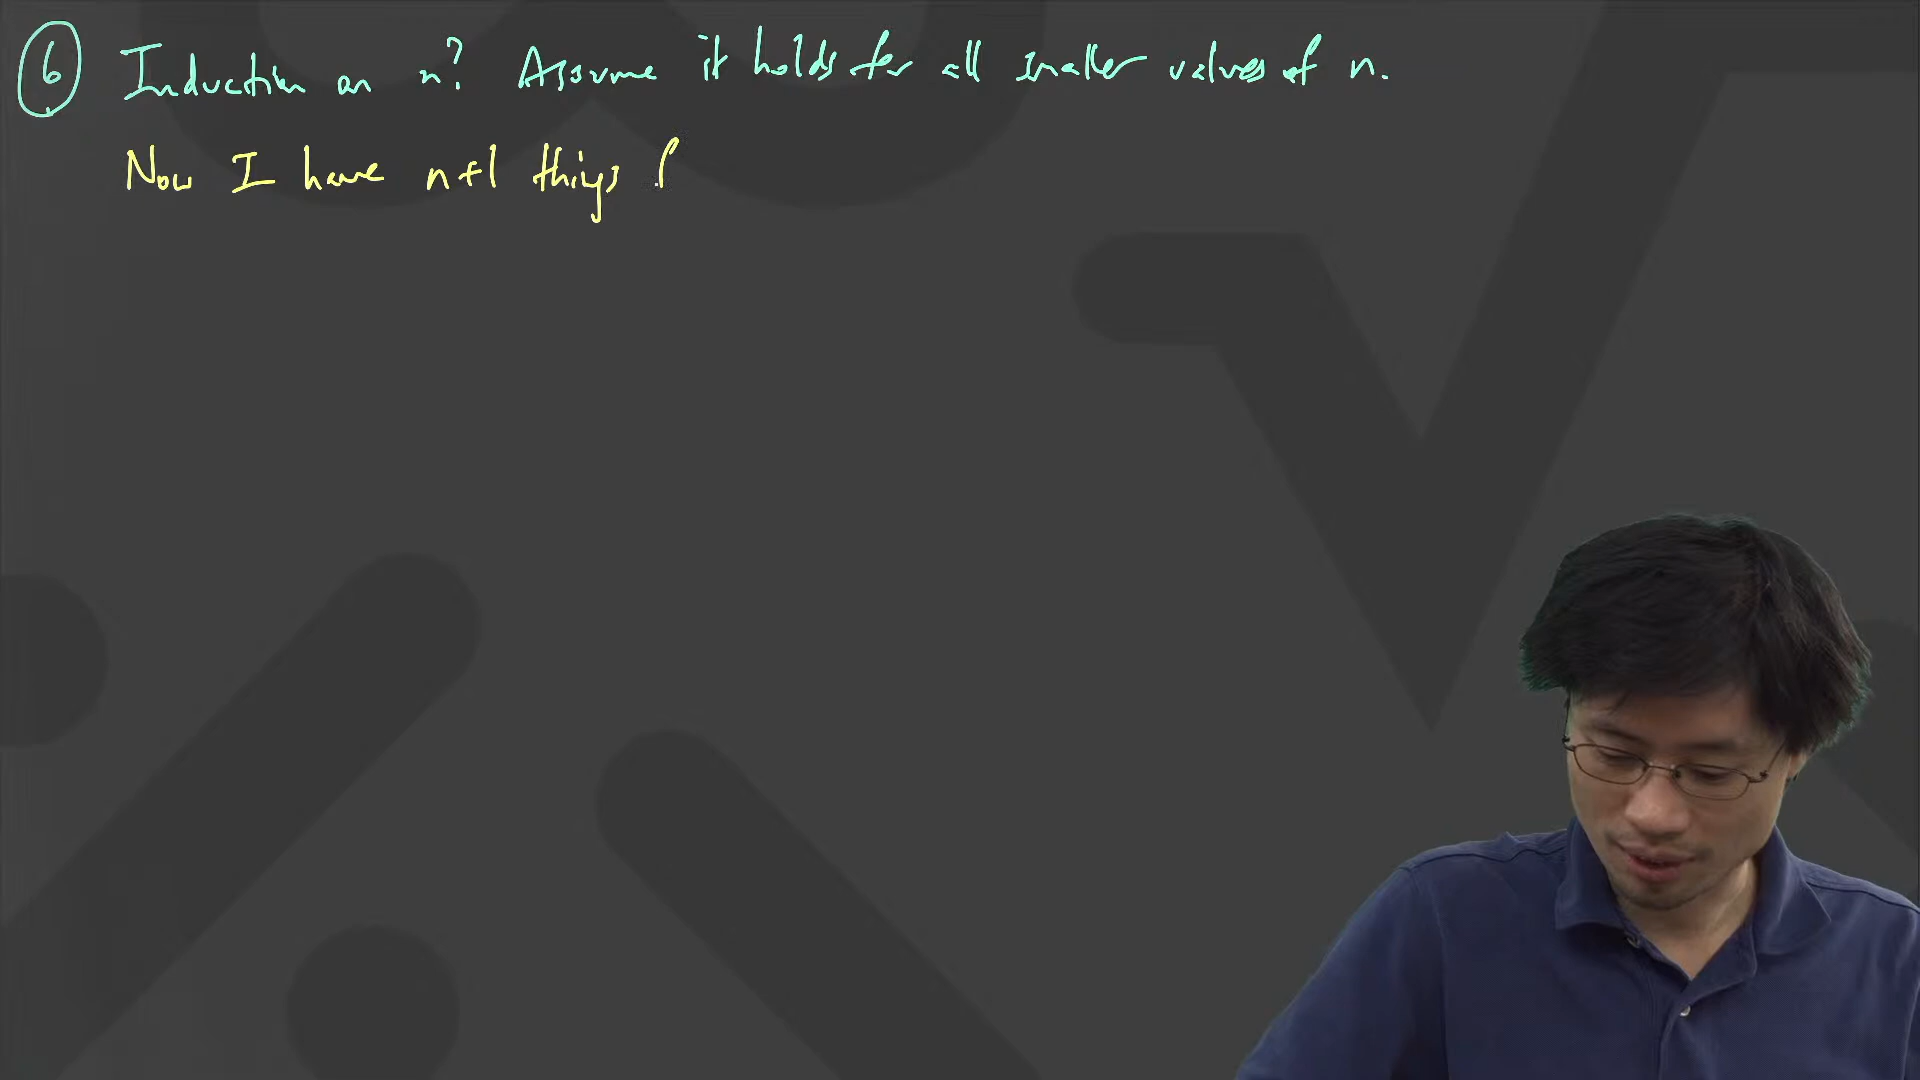 6 Induction on n? Assume it holds for all smaller values of n.
Now I have n+1 things